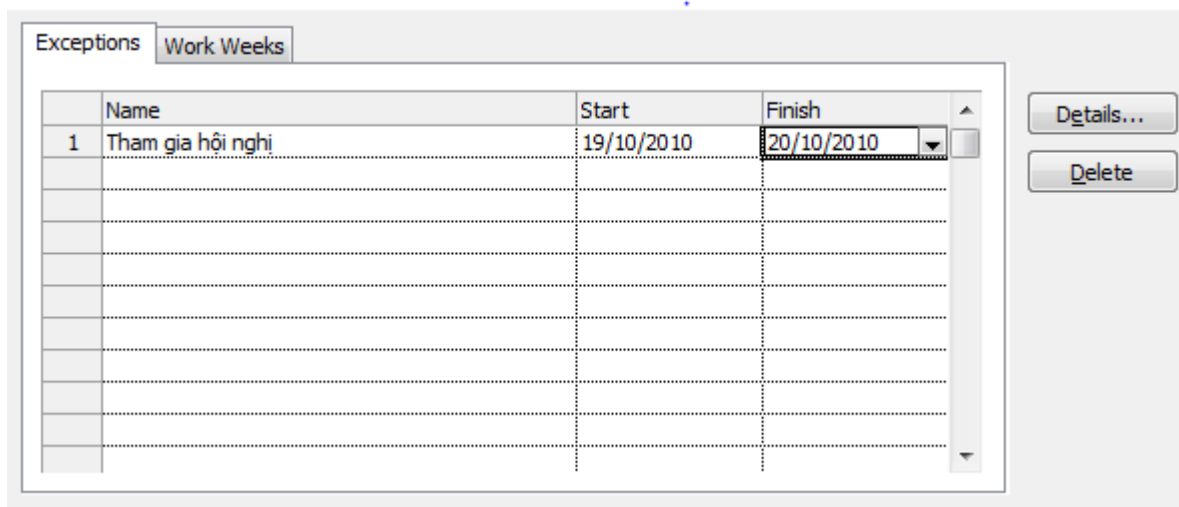 Exceptions Work Weeks
Name Start Finish
1 Tham gia hội nghị 19/10/2010 20/10/2010
Details...
Delete